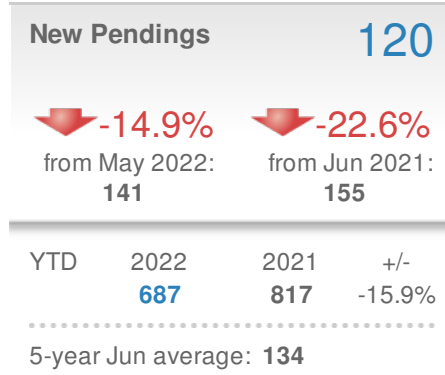 New Pendings 120
-14.9% -22.6%
from May 2022: from Jun 2021:
141 155
YTD 2022 2021 +/-
687 817 -15.9%
5-year Jun average: 134